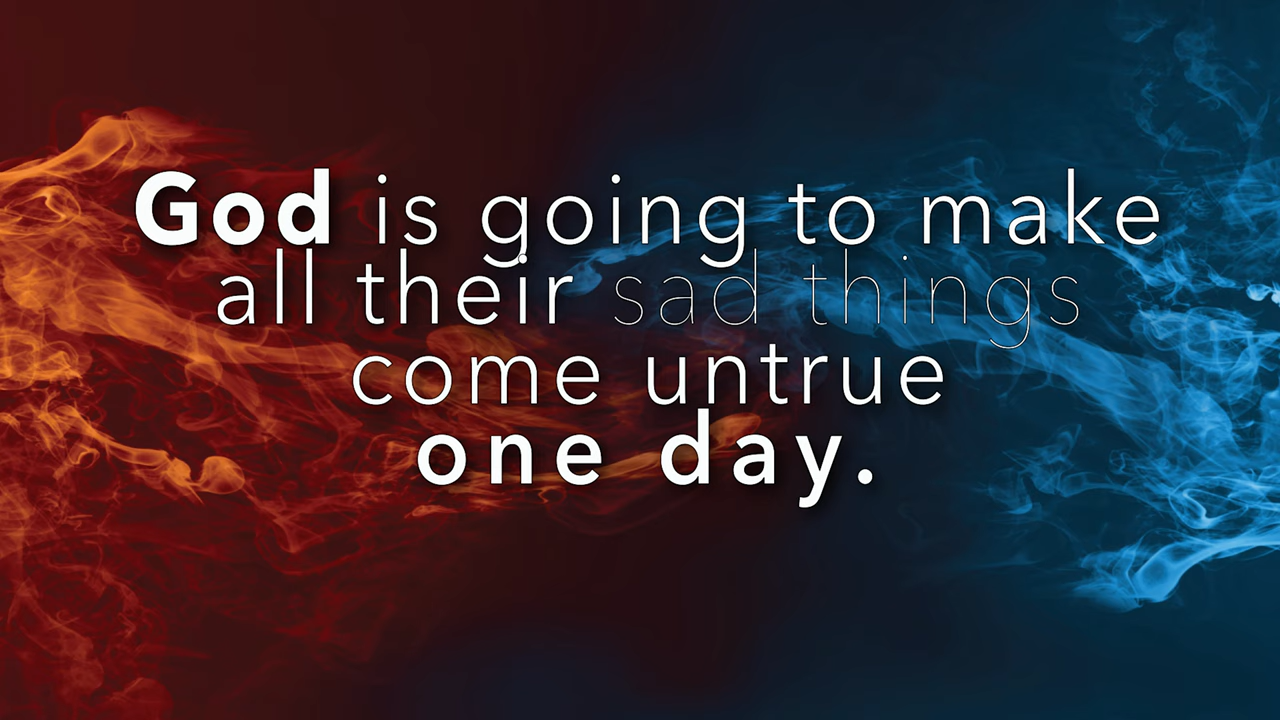 God is going to make
all their sad things
come untrue
one day.